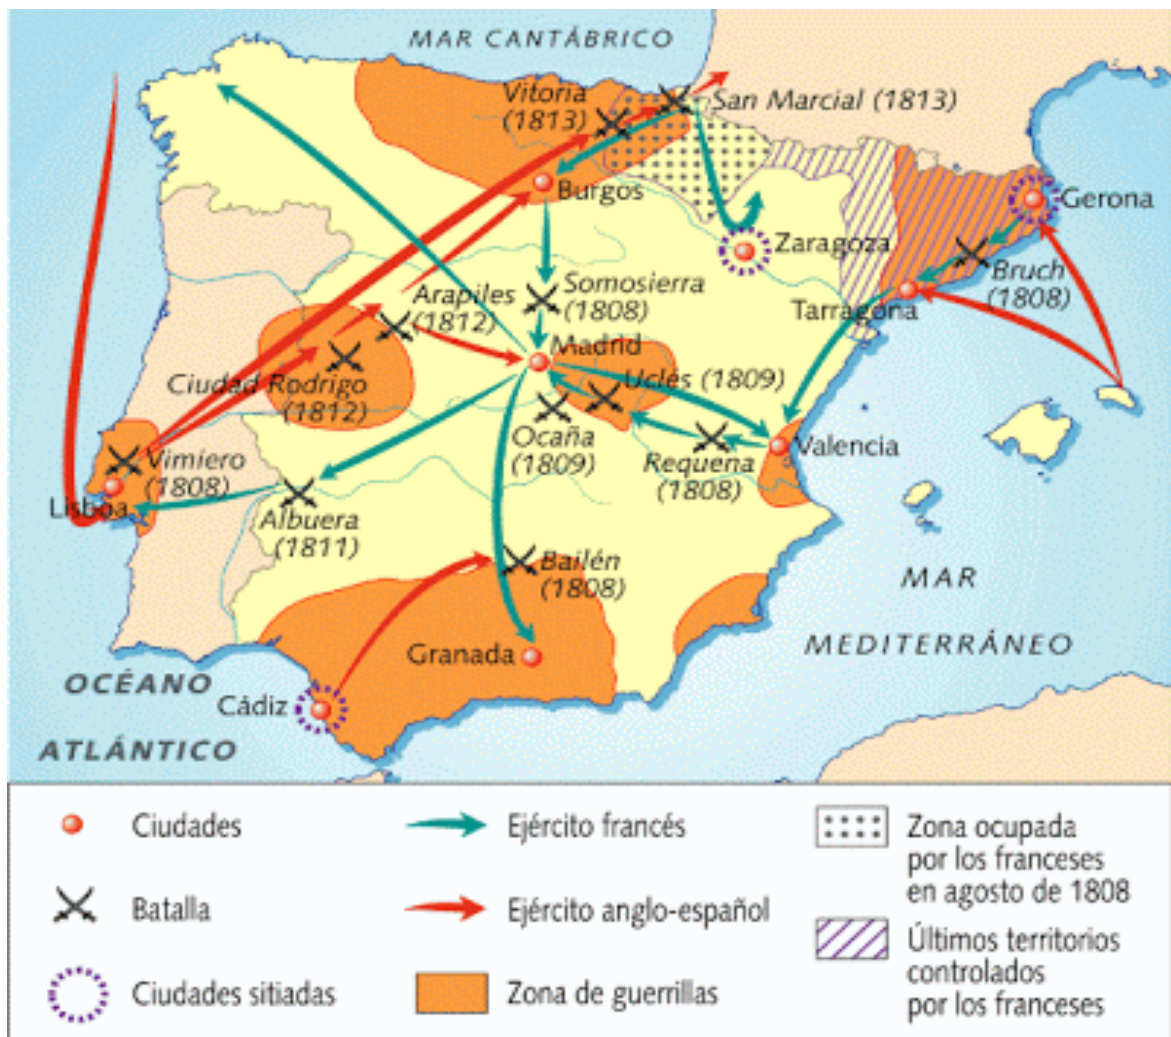 MAR CANTÁBRICO
Vitoria
(1813)
San Marcial (1813)
Burgos
Gerona
Zaragoza
Bruch
(1808)
Tarragona
Somosierra
(1808)
Arapiles
(1812)
Madrid
Ciudad Rodrigo
(1812)
Uclés (1809)
Ocaña
(1809)
Requena
(1808)
Valencia
Vimiero
(1808)
Lisboa
Albuera
(1811)
Bailén
(1808)
MAR
MEDITERRÁNEO
Granada
OCÉANO
ATLÁNTICO
Cádiz
Ciudades
Batalla
Ciudades sitiadas
Ejército francés
Ejército anglo-español
Zona de guerrillas
Zona ocupada
por los franceses
en agosto de 1808
Últimos territorios
controlados
por los franceses